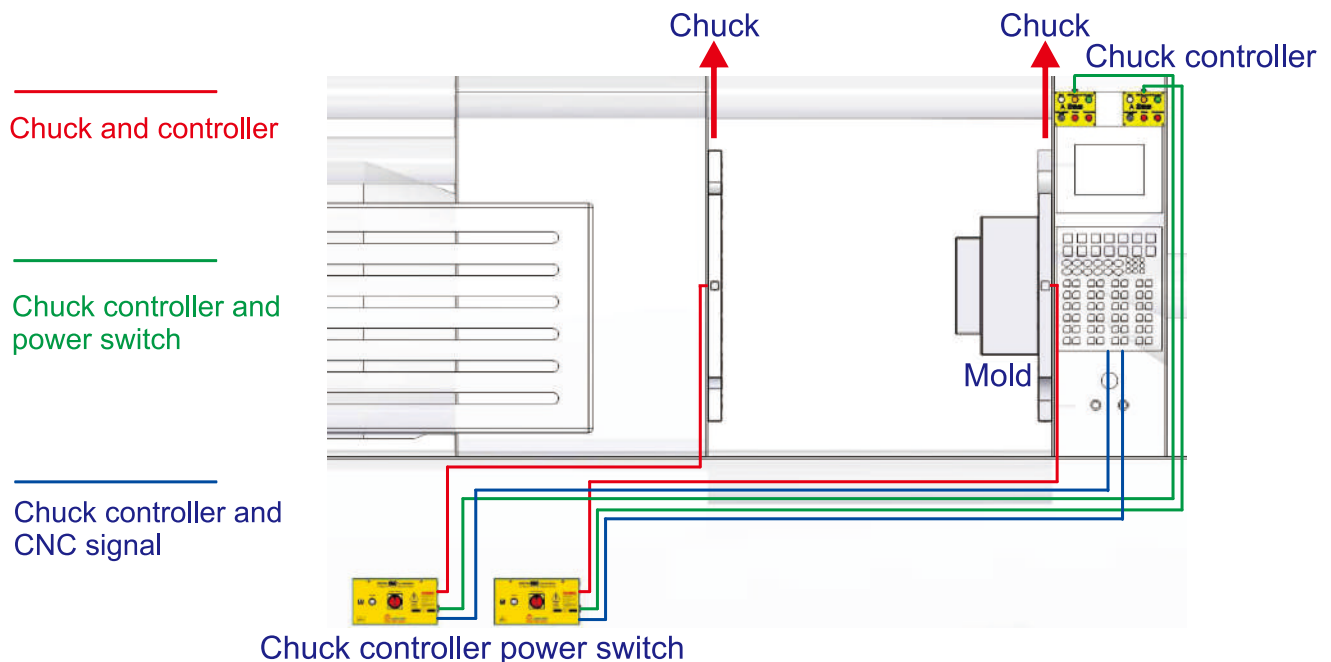 Chuck
Chuck
Chuck controller
Chuck and controller
Chuck controller and
power switch
Mold
Chuck controller and
CNC signal
Chuck controller power switch